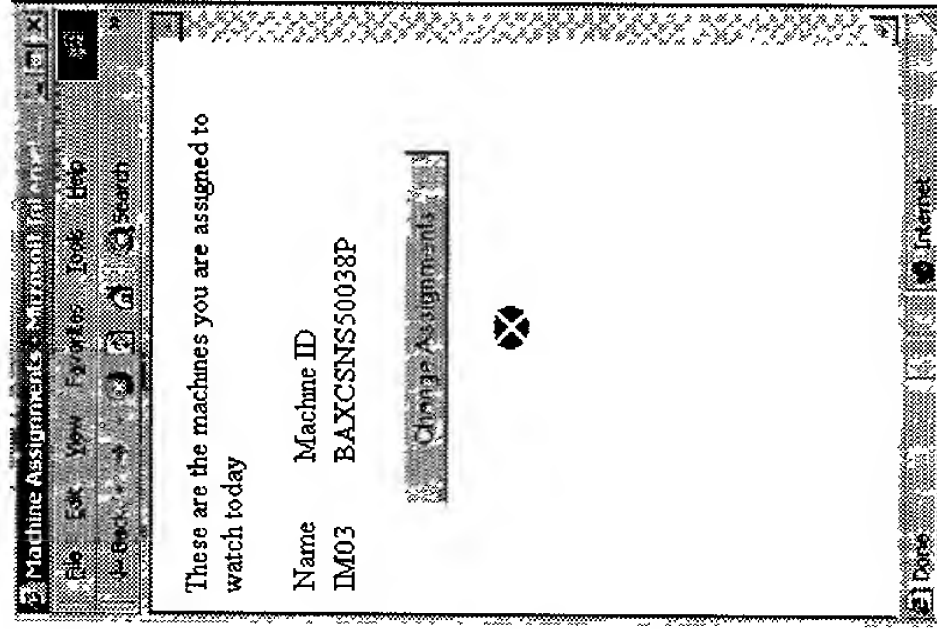 Machine Assignments - Microsoft Internet
File Edit View Favorites Tools Help
Back Search
These are the machines you are assigned to
watch today
Name Machine ID
IM03 BAXCSNS50038P
Change Assignments
Done Internet